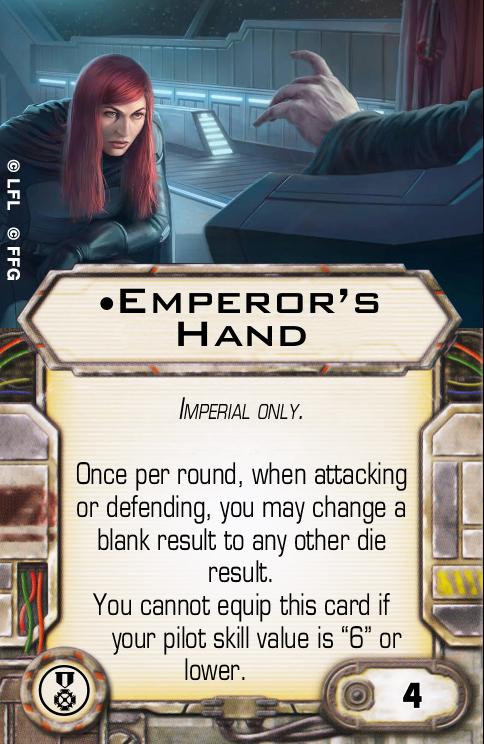 © LFL © FFG
•EMPEROR'S
HAND
IMPERIAL ONLY.
Once per round, when attacking
or defending, you may change a
blank result to any other die
result.
You cannot equip this card if
your pilot skill value is “6” or
lower.
4